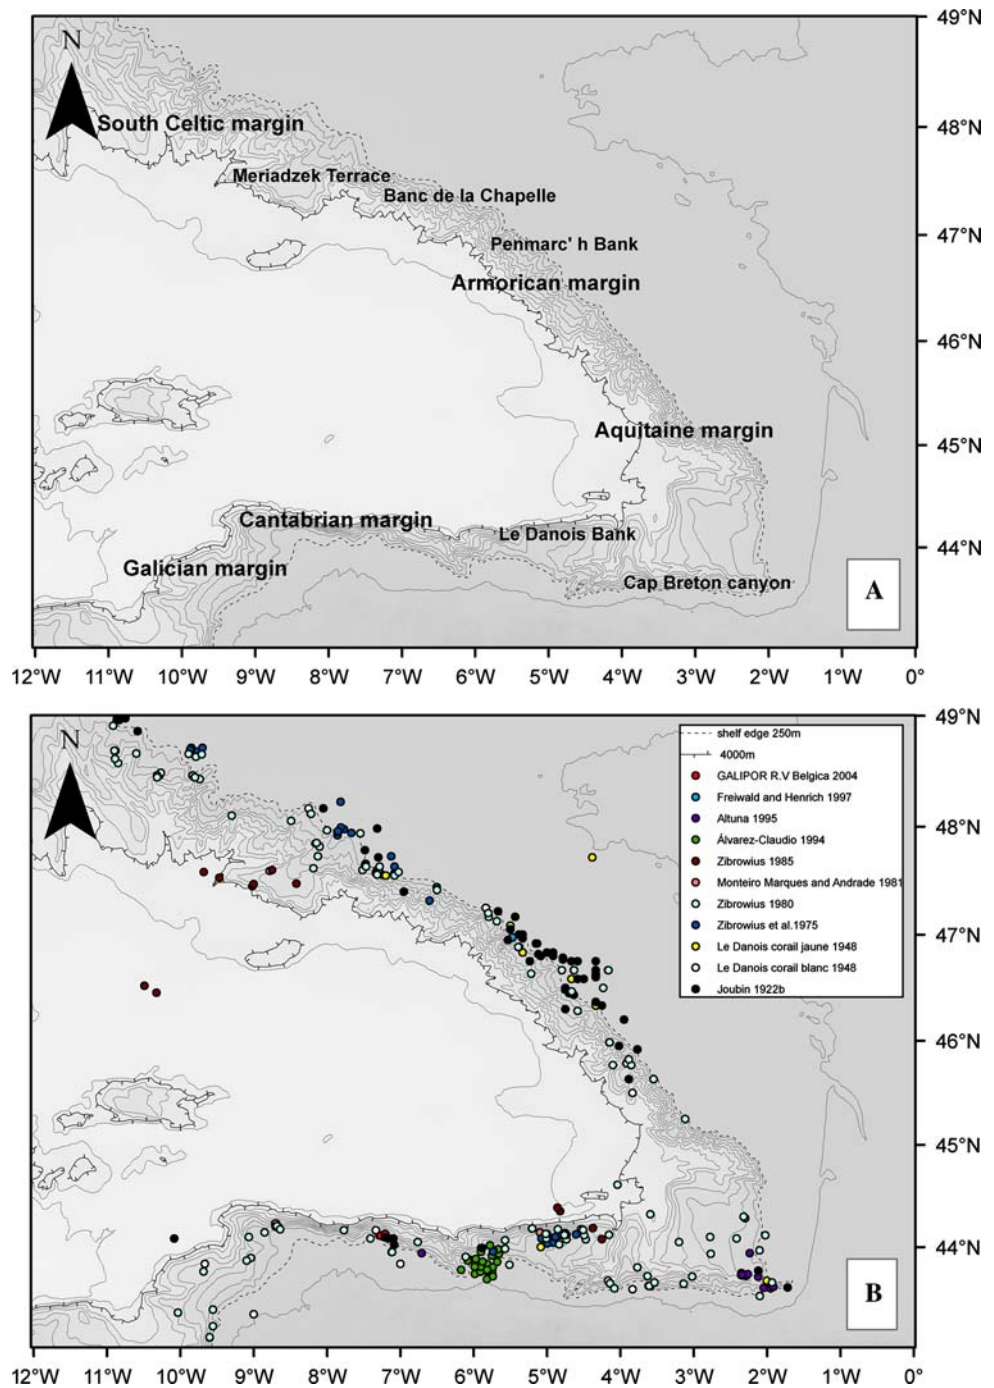 49°N
N
South Celtic margin
48°N
Meriadzek Terrace
Banc de la Chapelle
Penmarc' h Bank
47°N
Armorican margin
46°N
Aquitaine margin
45°N
Cantabrian margin
Le Danois Bank
44°N
Galician margin
Cap Breton canyon
A
12°W 11°W 10°W 9°W 8°W 7°W 6°W 5°W 4°W 3°W 2°W 1°W 0°
49°N
N
shelf edge 250m
4000m
GALIPOR R.V Belgica 2004
Freiwald and Henrich 1997
Altuna 1995
Álvarez-Claudio 1994
Zibrowius 1985
Monteiro Marques and Andrade 1981
Zibrowius 1980
Zibrowius et al.1975
Le Danois corail jaune 1948
Le Danois corail blanc 1948
Joubin 1922b
48°N
47°N
46°N
45°N
44°N
B
12°W 11°W 10°W 9°W 8°W 7°W 6°W 5°W 4°W 3°W 2°W 1°W 0°